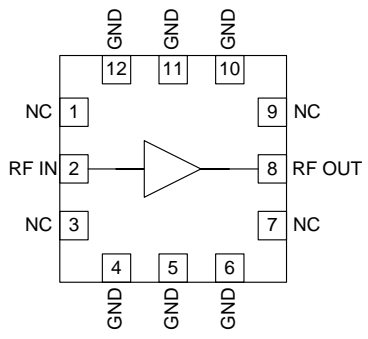 GND GND GND
12 11 10
NC 1 9 NC
RF IN 2 8 RF OUT
NC 3 7 NC
4 5 6
GND GND GND